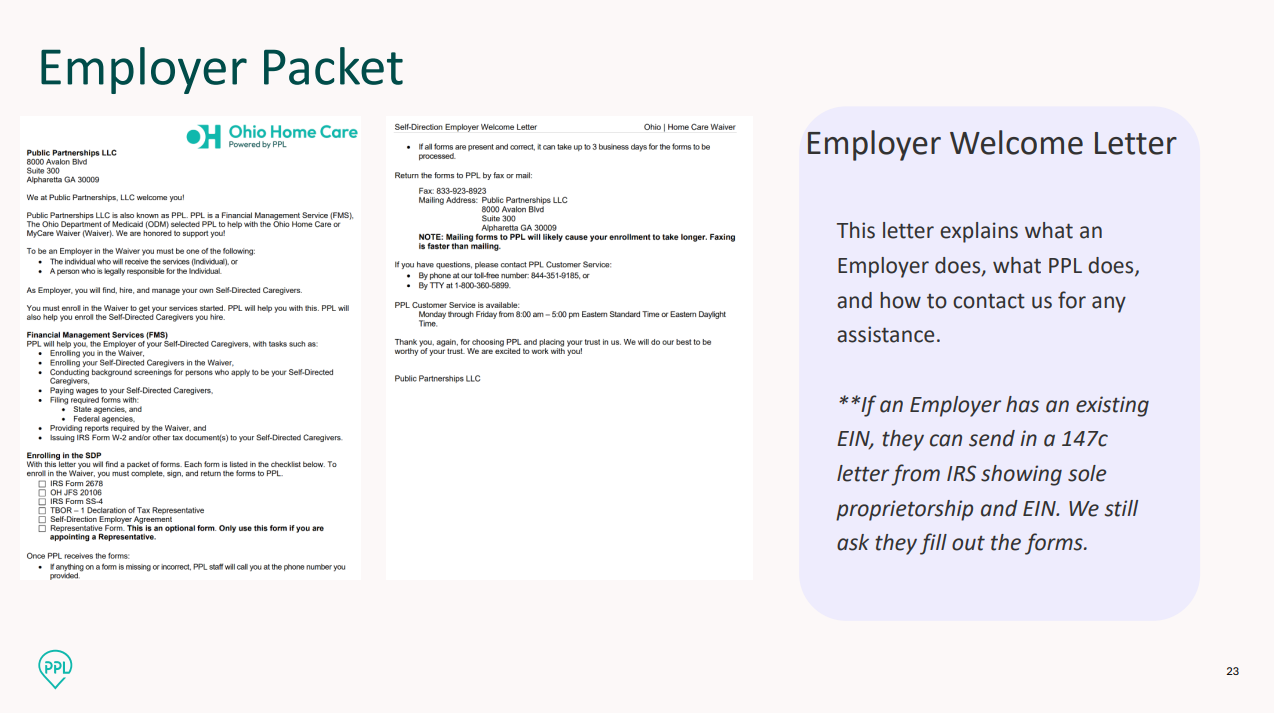 Employer Packet
OH Ohio Home Care
Powered by PPL
Public Partnerships LLC
8000 Avalon Blvd
Suite 300
Alpharetta GA 30009
We at Public Partnerships, LLC welcome you!
Public Partnerships LLC is also known as PPL. PPL is a Financial Management Service (FMS),
The Ohio Department of Medicaid (ODM) selected PPL to help with the Ohio Home Care or
MyCare Waiver (Waiver). We are honored to support you!
To be an Employer in the Waiver you must be one of the following:
• The individual who will receive the services (Individual), or
• A person who is legally responsible for the Individual.
As Employer, you will find, hire, and manage your own Self-Directed Caregivers.
You must enroll in the Waiver to get your services started. PPL will help you with this. PPL will
also help you enroll the Self-Directed Caregivers you hire.
Financial Management Services (FMS)
PPL will help you, the Employer of your Self-Directed Caregivers, with tasks such as:
• Enrolling you in the Waiver,
• Enrolling your Self-Directed Caregivers in the Waiver,
• Conducting background screenings for persons who apply to be your Self-Directed
Caregivers,
• Paying wages to your Self-Directed Caregivers,
• Filing required forms with:
• State agencies, and
• Federal agencies,
• Providing reports required by the Waiver, and
• Issuing IRS Form W-2 and/or other tax document(s) to your Self-Directed Caregivers.
Enrolling in the SDP
With this letter you will find a packet of forms. Each form is listed in the checklist below. To
enroll in the Waiver, you must complete, sign, and return the forms to PPL.
☐ IRS Form 2678
☐ OH JFS 20106
☐ IRS Form SS-4
☐ TBOR – 1 Declaration of Tax Representative
☐ Self-Direction Employer Agreement
☐ Representative Form. This is an optional form. Only use this form if you are
appointing a Representative.
Once PPL receives the forms:
• If anything on a form is missing or incorrect, PPL staff will call you at the phone number you
provided.
Self-Direction Employer Welcome Letter Ohio | Home Care Waiver
• If all forms are present and correct, it can take up to 3 business days for the forms to be
processed.
Return the forms to PPL by fax or mail:
Fax: 833-923-8923
Mailing Address: Public Partnerships LLC
8000 Avalon Blvd
Suite 300
Alpharetta GA 30009
NOTE: Mailing forms to PPL will likely cause your enrollment to take longer. Faxing
is faster than mailing.
If you have questions, please contact PPL Customer Service:
• By phone at our toll-free number: 844-351-9185, or
• By TTY at 1-800-360-5899.
PPL Customer Service is available:
Monday through Friday from 8:00 am – 5:00 pm Eastern Standard Time or Eastern Daylight
Time.
Thank you, again, for choosing PPL and placing your trust in us. We will do our best to be
worthy of your trust. We are excited to work with you!
Public Partnerships LLC
Employer Welcome Letter
This letter explains what an
Employer does, what PPL does,
and how to contact us for any
assistance.
**If an Employer has an existing
EIN, they can send in a 147c
letter from IRS showing sole
proprietorship and EIN. We still
ask they fill out the forms.
PPL
23